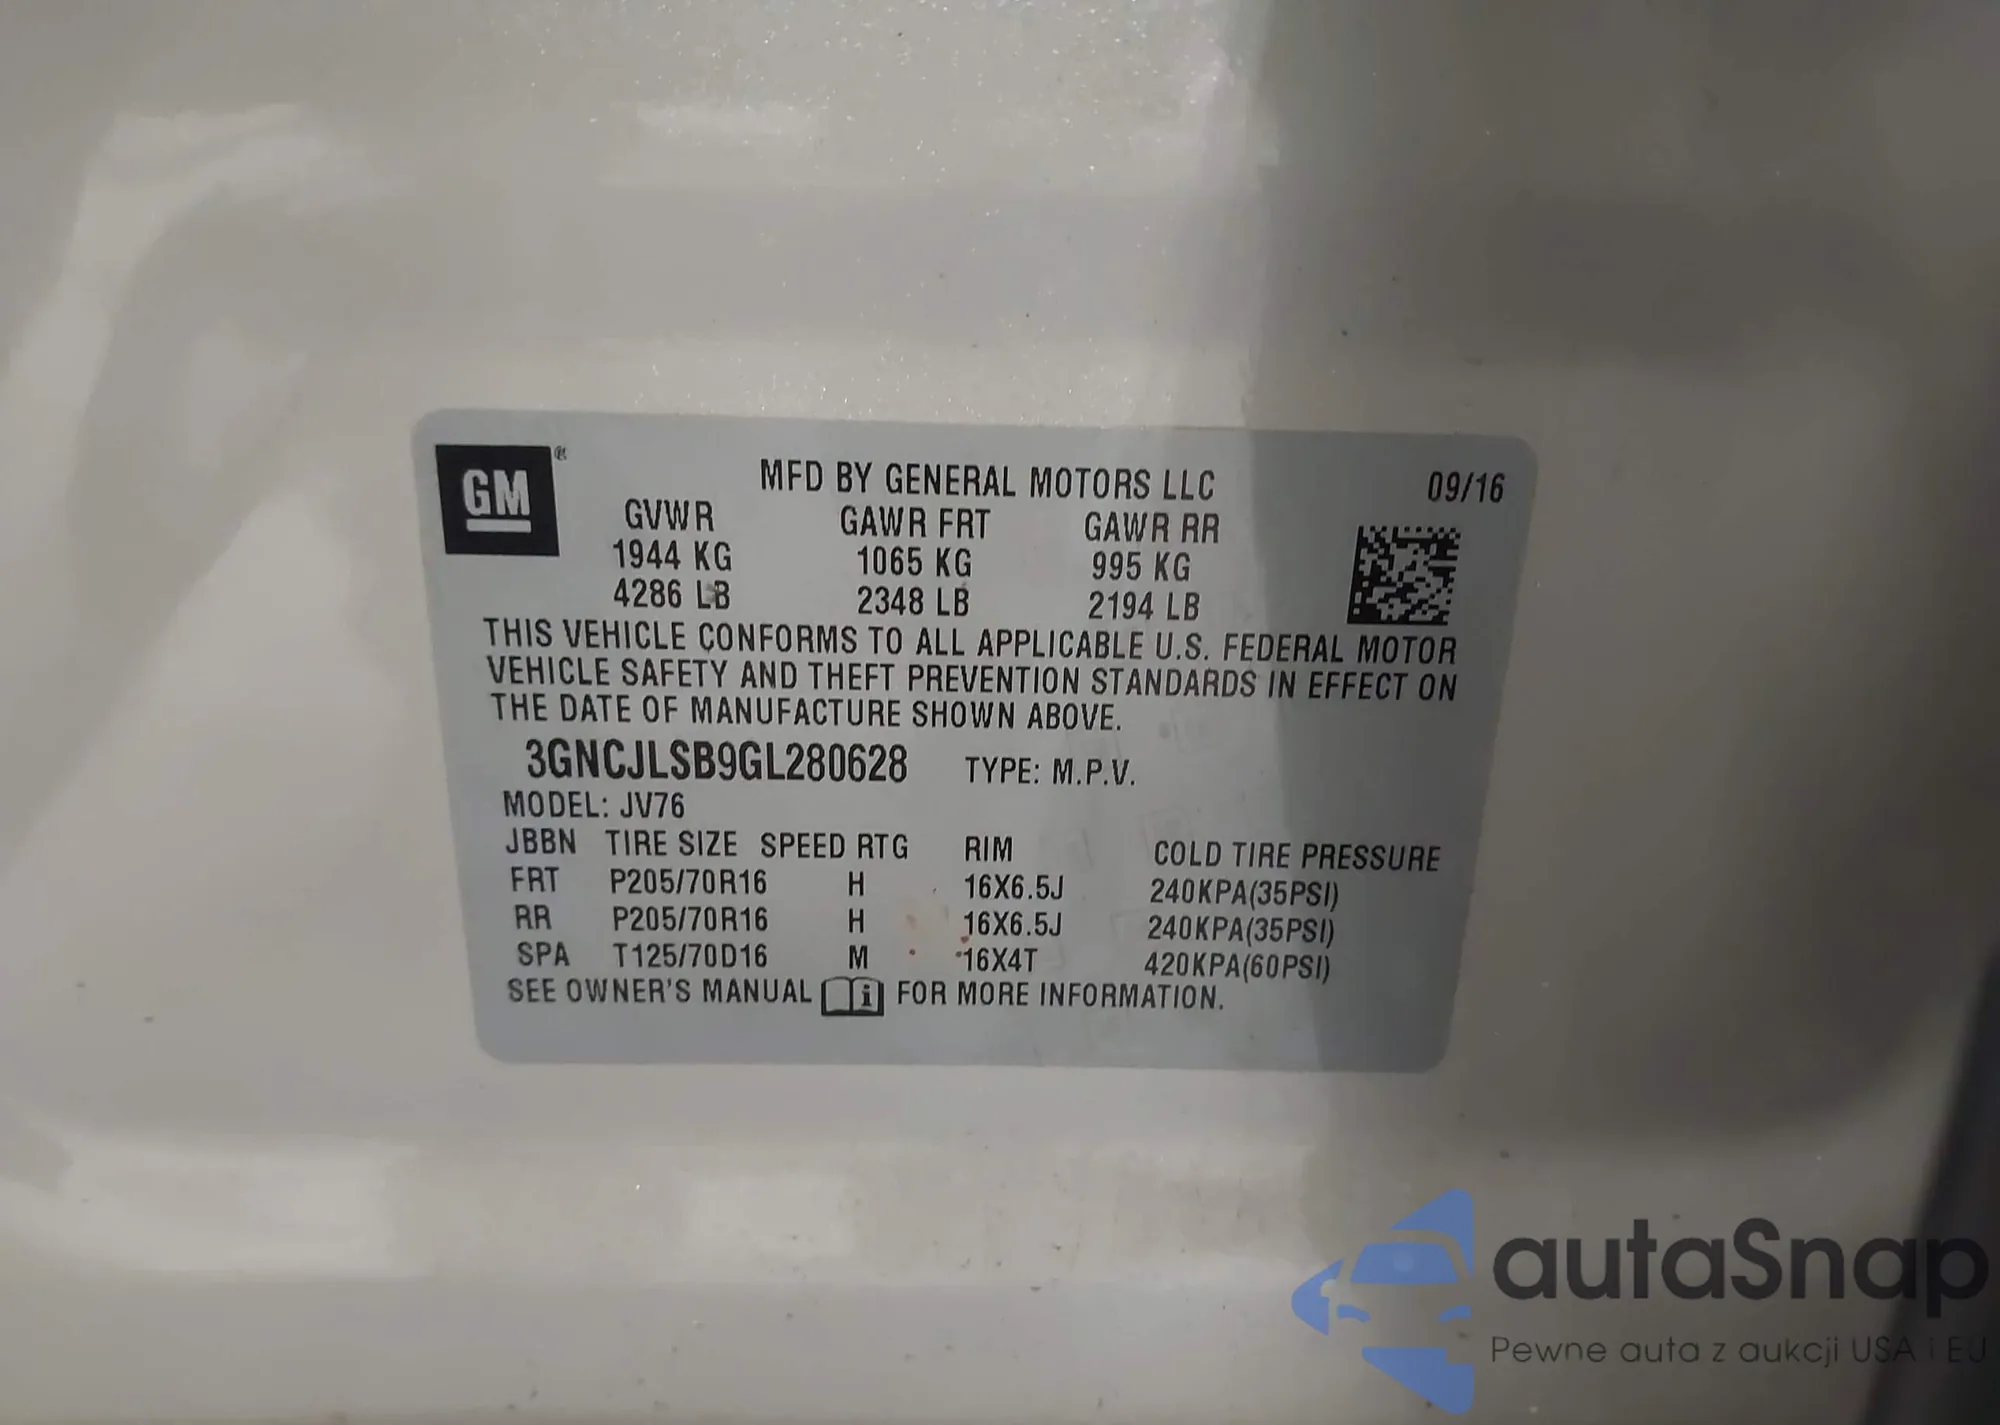 GM®
MFD BY GENERAL MOTORS LLC 09/16
GVWR GAWR FRT GAWR RR
1944 KG 1065 KG 995 KG
4286 LB 2348 LB 2194 LB
THIS VEHICLE CONFORMS TO ALL APPLICABLE U.S. FEDERAL MOTOR
VEHICLE SAFETY AND THEFT PREVENTION STANDARDS IN EFFECT ON
THE DATE OF MANUFACTURE SHOWN ABOVE.
3GNCJLSB9GL280628 TYPE: M.P.V.
MODEL: JV76
JBBN TIRE SIZE SPEED RTG RIM COLD TIRE PRESSURE
FRT P205/70R16 H 16X6.5J 240KPA(35PSI)
RR P205/70R16 H 16X6.5J 240KPA(35PSI)
SPA T125/70D16 M 16X4T 420KPA(60PSI)
SEE OWNER'S MANUAL i FOR MORE INFORMATION.
autaSnap
Pewne auta z aukcji USA i EU